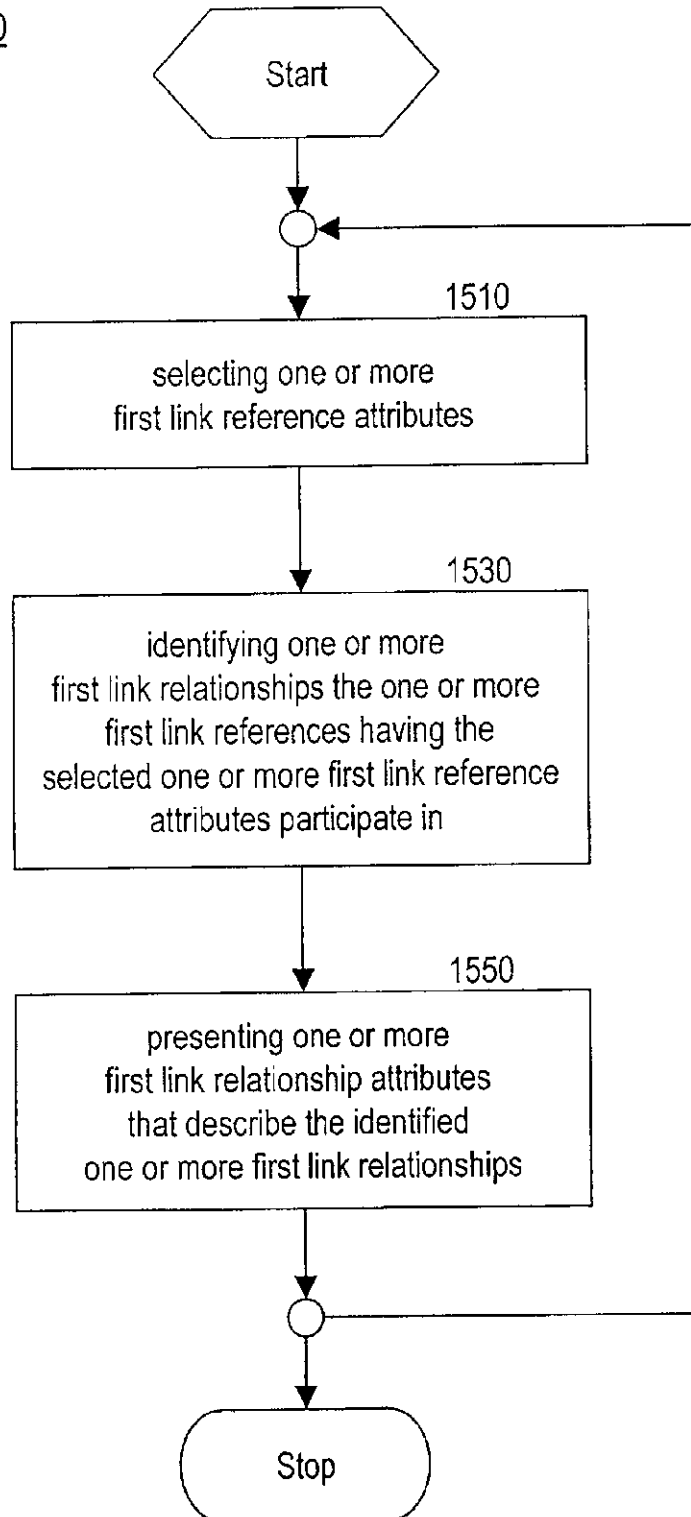 0
Start
1510
selecting one or more
first link reference attributes
1530
identifying one or more
first link relationships the one or more
first link references having the
selected one or more first link reference
attributes participate in
1550
presenting one or more
first link relationship attributes
that describe the identified
one or more first link relationships
Stop